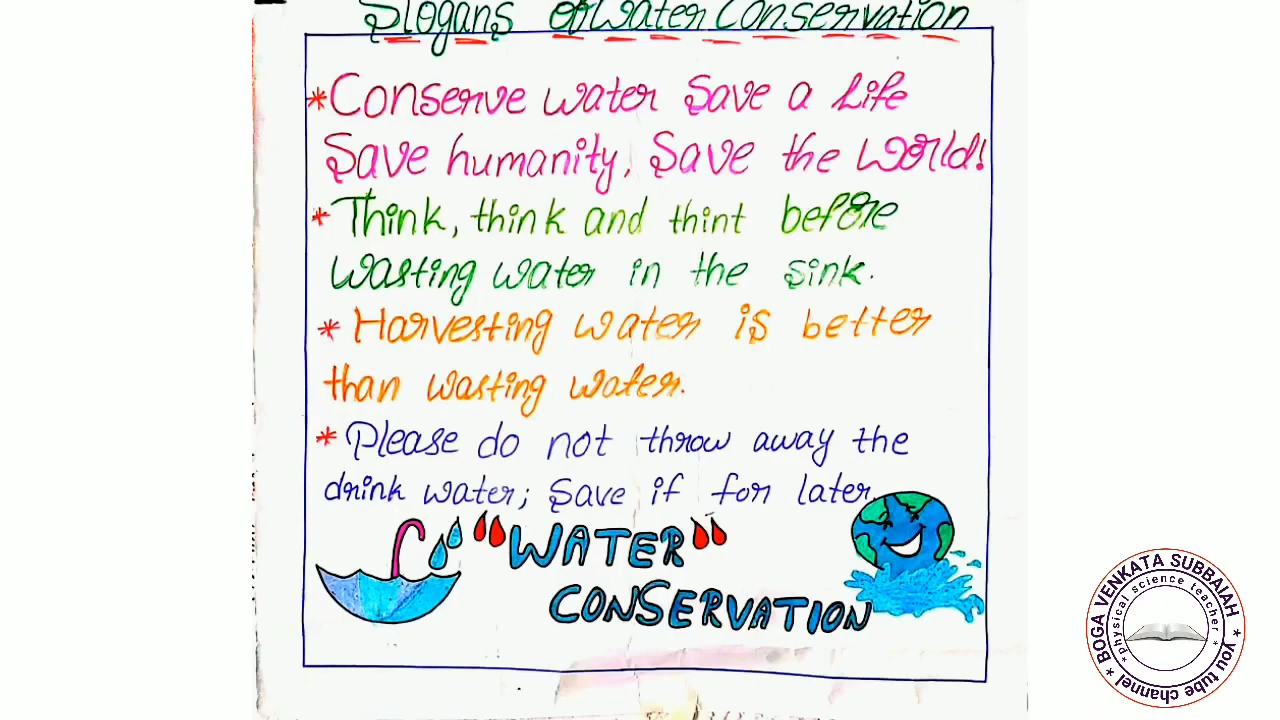 Slogans of Water Conservation
* Conserve water Save a life
Save humanity, Save the World!
* Think, think and thint before
wasting water in the sink.
* Harvesting water is better
than wasting water.
* Please do not throw away the
drink water; Save if for later.
"WATER"
CONSERVATION
BOGA VENKATA SUBBAIAH * you tube channel *
* physical science teacher *